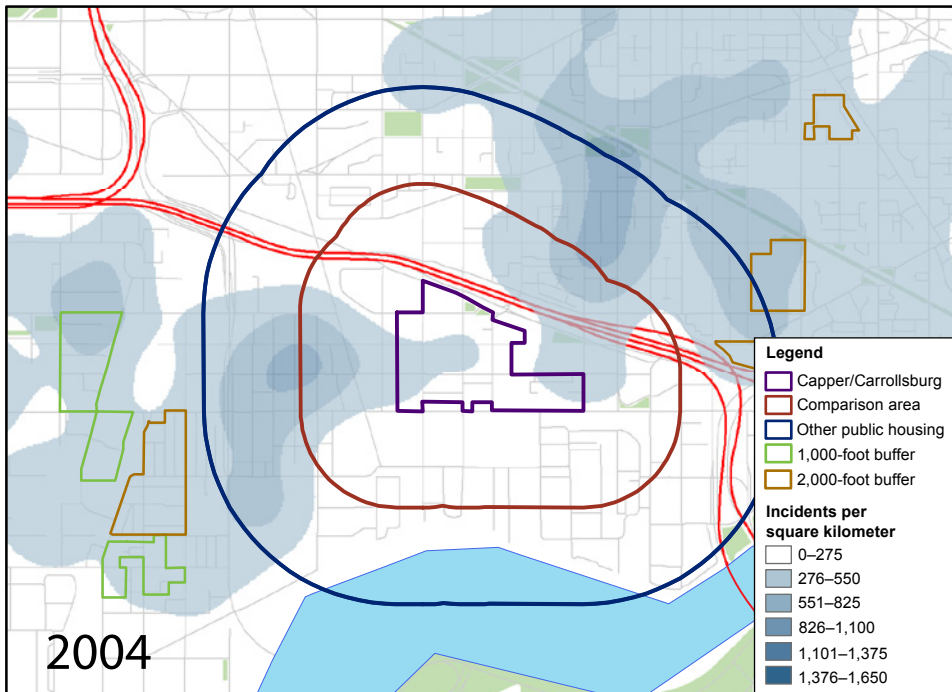 Legend
Capper/Carrollsburg
Comparison area
Other public housing
1,000-foot buffer
2,000-foot buffer
Incidents per
square kilometer
0–275
276–550
551–825
826–1,100
1,101–1,375
1,376–1,650
2004